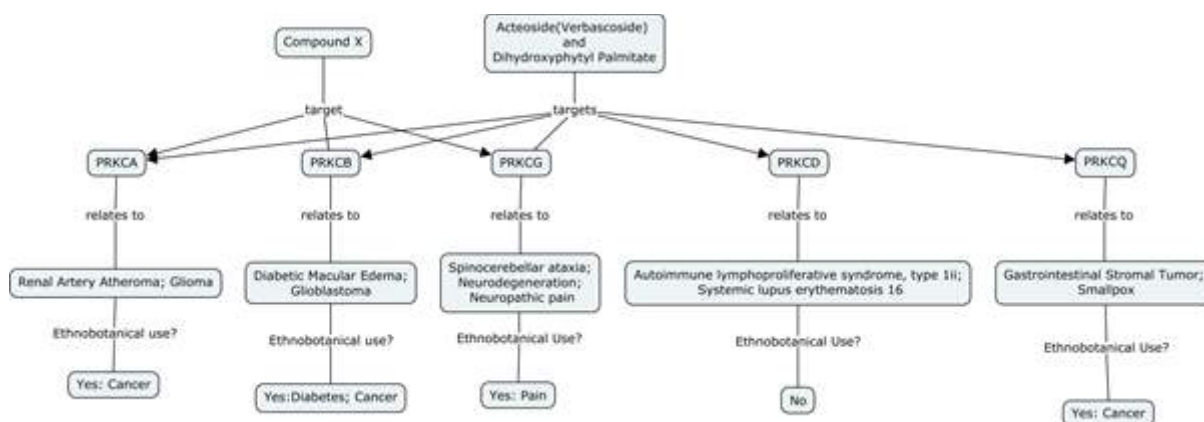 Acteoside(Verbascoside)
and
Dihydroxyphytyl Palmitate
Compound X
target
targets
PRKCA
PRKCB
PRKCG
PRKCD
PRKCQ
relates to
relates to
relates to
relates to
relates to
Renal Artery Atheroma; Glioma
Diabetic Macular Edema;
Glioblastoma
Spinocerebellar ataxia;
Neurodegeneration;
Neuropathic pain
Autoimmune lymphoproliferative syndrome, type 1ii;
Systemic lupus erythematosis 16
Gastrointestinal Stromal Tumor;
Smallpox
Ethnobotanical use?
Ethnobotanical use?
Ethnobotanical Use?
Ethnobotanical Use?
Ethnobotanical Use?
Yes: Cancer
Yes:Diabetes; Cancer
Yes: Pain
No
Yes: Cancer